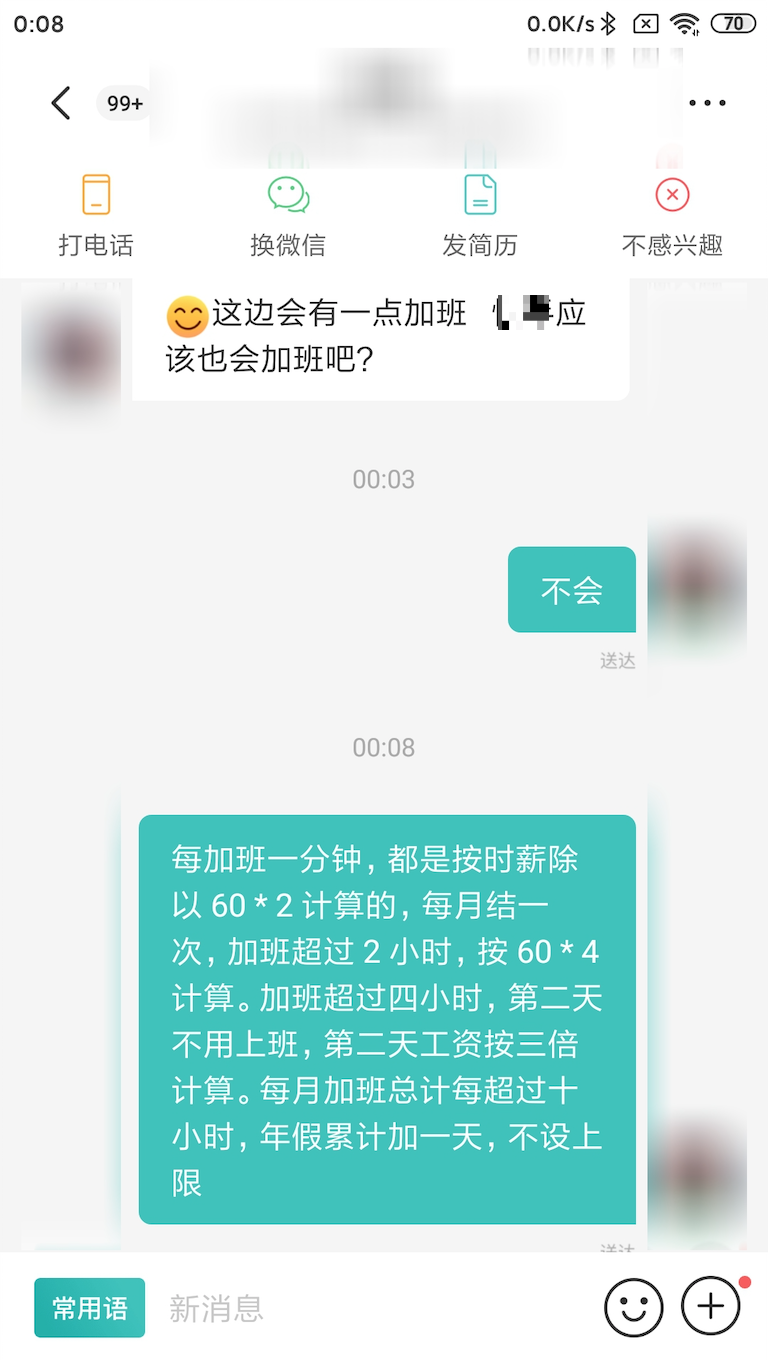 0:08
0.0K/s
70
99+
打电话
换微信
发简历
不感兴趣
这边会有一点加班 应
该也会加班吧?
00:03
不会
送达
00:08
每加班一分钟，都是按时薪除
以 60 * 2 计算的，每月结一
次，加班超过 2 小时，按 60 * 4
计算。加班超过四小时，第二天
不用上班，第二天工资按三倍
计算。每月加班总计每超过十
小时，年假累计加一天，不设上
限
送达
常用语
新消息